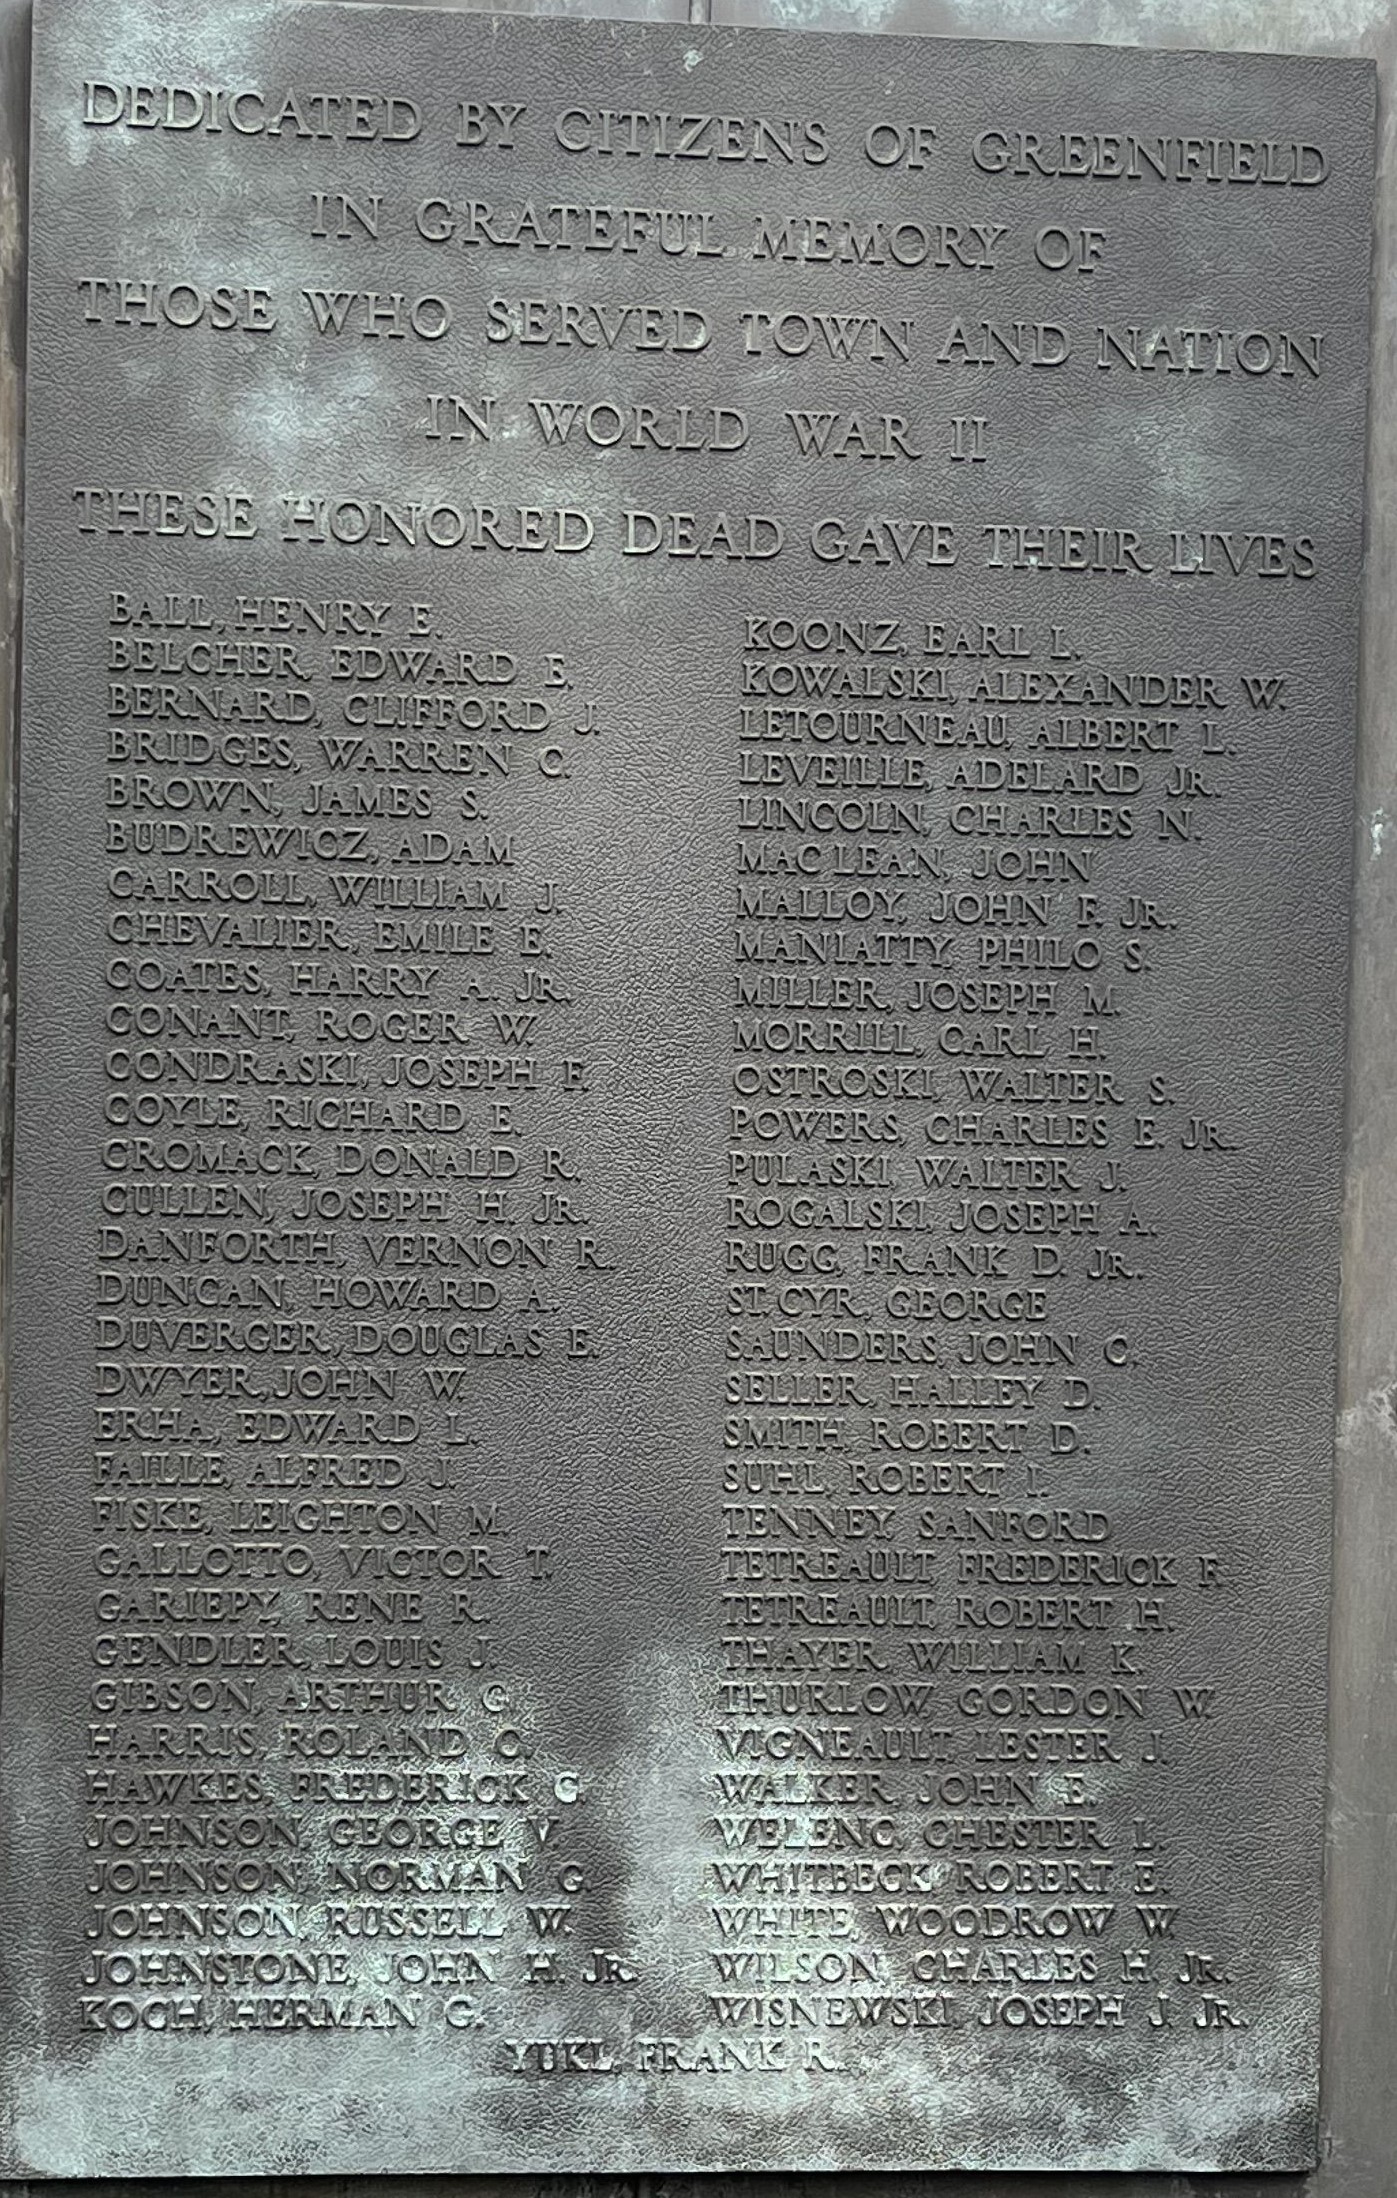 DEDICATED BY CITIZENS OF GREENFIELD
IN GRATEFUL MEMORY OF
THOSE WHO SERVED TOWN AND NATION
IN WORLD WAR II
THESE HONORED DEAD GAVE THEIR LIVES
BALL, HENRY E.
BELCHER, EDWARD E.
BERNARD, CLIFFORD J.
BRIDGES, WARREN C.
BROWN, JAMES S.
BUDREWICZ, ADAM
CARROLL, WILLIAM J.
CHEVALIER, EMILE E.
COATES, HARRY A. JR.
CONANT, ROGER W.
CONDRASKI, JOSEPH F.
COYLE, RICHARD E.
CROMACK, DONALD R.
CULLEN, JOSEPH H. JR.
DANFORTH, VERNON R.
DUNCAN, HOWARD A.
DUVERGER, DOUGLAS E.
DWYER, JOHN W.
ERHA, EDWARD L.
FAILLE, ALFRED J.
FISKE, LEIGHTON M.
GALLOTTO, VICTOR T.
GARIEPY, RENE R.
GENDLER, LOUIS J.
GIBSON, ARTHUR G.
HARRIS, ROLAND C.
HAWKES, FREDERICK G.
JOHNSON, GEORGE V.
JOHNSON, NORMAN G.
JOHNSON, RUSSELL W.
JOHNSTONE, JOHN H. JR.
KOCH, HERMAN G.
KOONZ, EARL L.
KOWALSKI, ALEXANDER W.
LETOURNEAU, ALBERT L.
LEVEILLE, ADELARD JR.
LINCOLN, CHARLES N.
MAC LEAN, JOHN
MALLOY, JOHN F. JR.
MANIATTY, PHILO S.
MILLER, JOSEPH M.
MORRILL, CARL H.
OSTROSKI, WALTER S.
POWERS, CHARLES E. JR.
PULASKI, WALTER J.
ROGALSKI, JOSEPH A.
RUGG, FRANK D. JR.
ST. CYR, GEORGE
SAUNDERS, JOHN C.
SELLER, HALLEY D.
SMITH, ROBERT D.
SUHL, ROBERT I.
TENNEY, SANFORD
TETREAULT, FREDERICK F.
TETREAULT, ROBERT H.
THAYER, WILLIAM K.
THURLOW, GORDON W.
VIGNEAULT, LESTER J.
WALKER, JOHN E.
WELENC, CHESTER L.
WHITBECK, ROBERT E.
WHITE, WOODROW W.
WILSON, CHARLES H. JR.
WISNEWSKI, JOSEPH J. JR.
YUKL, FRANK R.